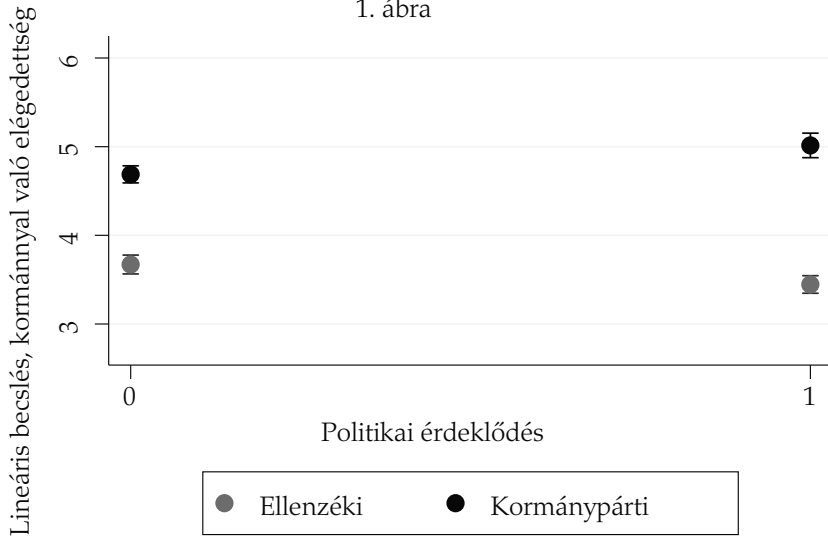 1. ábra
Lineáris becslés, kormánnyal való elégedettség
6
5
4
3
0
1
Politikai érdeklődés
Ellenzéki
Kormánypárti